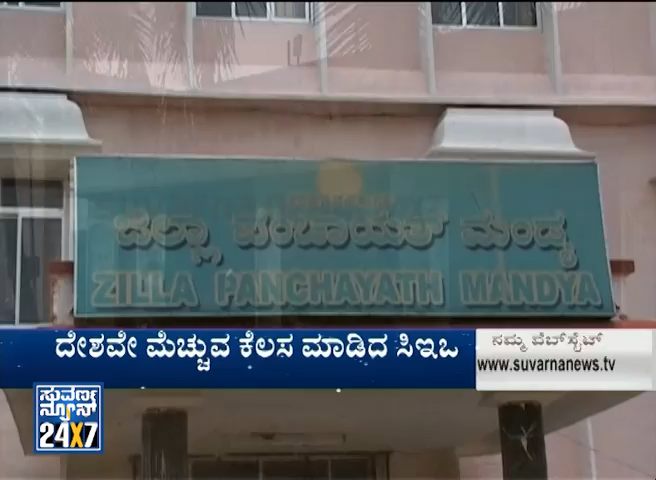 ಜಿಲ್ಲಾ ಪಂಚಾಯತ್ ಮಂಡ್ಯ
ZILLA PANCHAYATH MANDYA
ದೇಶವೇ ಮೆಚ್ಚುವ ಕೆಲಸ ಮಾಡಿದ ಸಿಇಒ
ನಮ್ಮ ವೆಬ್‌ಸೈಟ್
www.suvarnanews.tv
ಸುವರ್ಣ
ನ್ಯೂಸ್
24X7